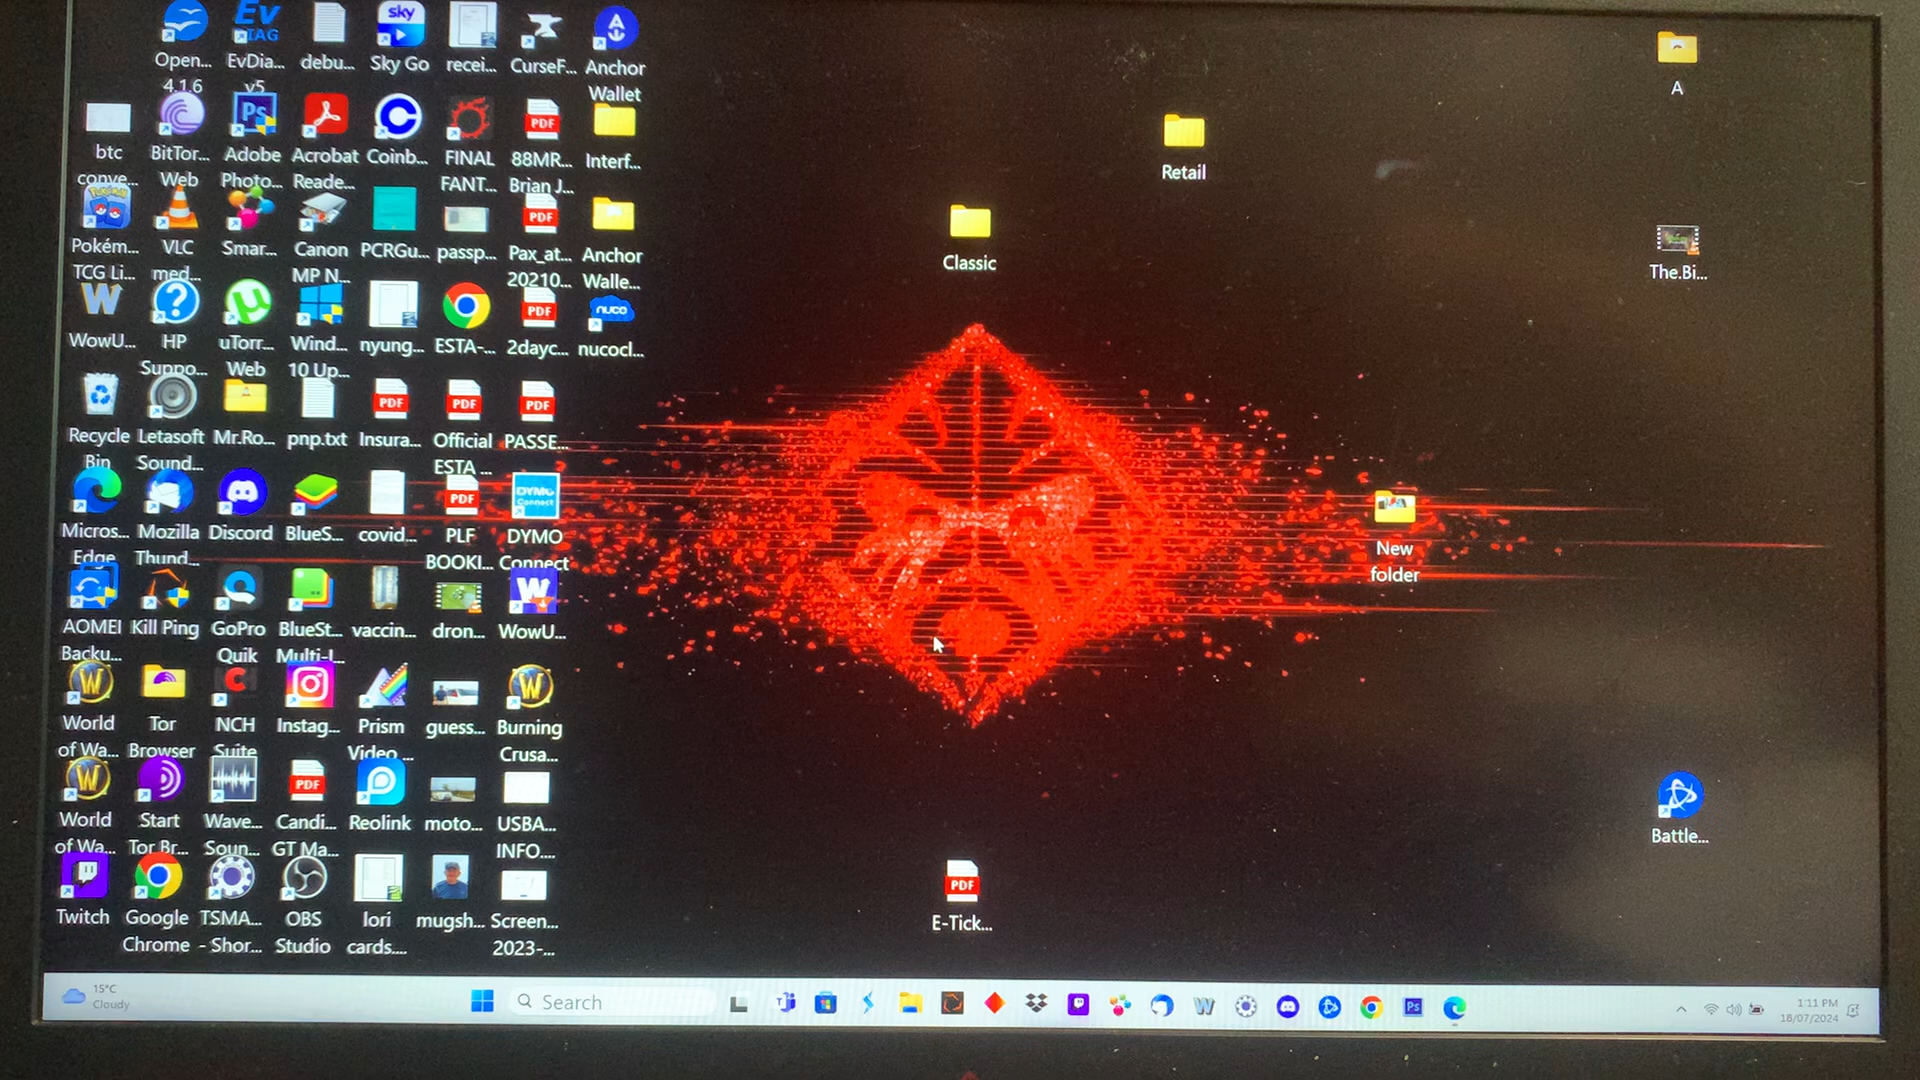 Open...
4.1.6
EvDia...
v5
debu...
Sky Go
recei...
CurseF...
Anchor
Wallet
btc
conve...
BitTor...
Web
Adobe
Photo...
Acrobat
Reade...
Coinb...
FINAL
FANT...
88MR...
Brian J...
Interf...
Pokém...
TCG Li...
VLC
med...
Smar...
Canon
MP N...
PCRGu...
passp...
Pax_at...
20210...
Anchor
Walle...
WowU...
HP
Suppo...
uTorr...
Web
Wind...
10 Up...
nyung...
ESTA-...
2dayc...
nucocl...
Recycle
Bin
Letasoft
Sound...
Mr.Ro...
pnp.txt
Insura...
Official
ESTA ...
PASSE...
Micros...
Edge
Mozilla
Thund...
Discord
BlueS...
covid...
PLF
BOOKI...
DYMO
Connect
AOMEI
Backu...
Kill Ping
GoPro
Quik
BlueSt...
Multi-I...
vaccin...
dron...
WowU...
World
of Wa...
Tor
Browser
NCH
Suite
Instag...
Prism
Video ...
guess...
Burning
Crusa...
World
of Wa...
Start
Tor Br...
Wave...
Soun...
Candi...
GT Ma...
Reolink
moto...
USBA...
INFO....
Twitch
Google
Chrome
TSMA...
- Shor...
OBS
Studio
lori
cards....
mugsh...
Screen...
2023-...
Classic
Retail
A
The.Bi...
New
folder
Battle...
E-Tick...
15°C
Cloudy
Search
1:11 PM
18/07/2024